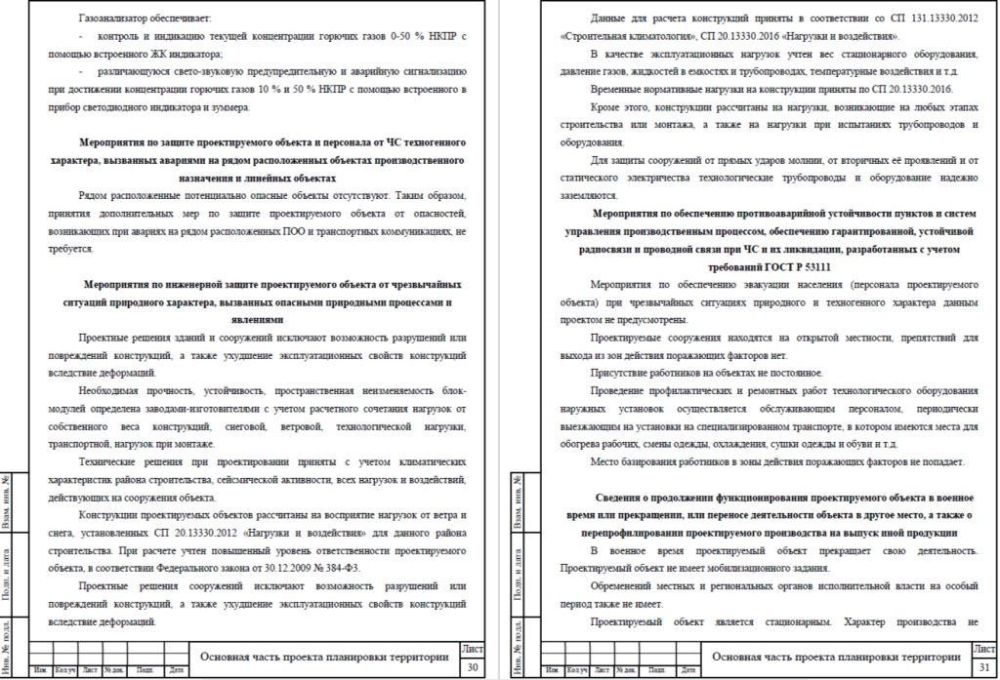 Газоанализатор обеспечивает:
- контроль и индикацию текущей концентрации горючих газов 0-50 % НКПР с
помощью встроенного ЖК индикатора;
- различающуюся свето-звуковую предупредительную и аварийную сигнализацию
при достижении концентрации горючих газов 10 % и 50 % НКПР с помощью встроенного в
прибор светодиодного индикатора и зуммера.
Мероприятия по защите проектируемого объекта и персонала от ЧС техногенного
характера, вызванных авариями на рядом расположенных объектах производственного
назначения и линейных объектах
Рядом расположенные потенциально опасные объекты отсутствуют. Таким образом,
принятия дополнительных мер по защите проектируемого объекта от опасностей,
возникающих при авариях на рядом расположенных ПОО и транспортных коммуникациях, не
требуется.
Мероприятия по инженерной защите проектируемого объекта от чрезвычайных
ситуаций природного характера, вызванных опасными природными процессами и
явлениями
Проектные решения зданий и сооружений исключают возможность разрушений или
повреждений конструкций, а также ухудшение эксплуатационных свойств конструкций
вследствие деформаций.
Необходимая прочность, устойчивость, пространственная неизменяемость блок-
модулей определена заводами-изготовителями с учетом расчетного сочетания нагрузок от
собственного веса конструкций, снеговой, ветровой, технологической нагрузки,
транспортной, нагрузок при монтаже.
Технические решения при проектировании приняты с учетом климатических
характеристик района строительства, сейсмической активности, всех нагрузок и воздействий,
действующих на сооружения объекта.
Конструкции проектируемых объектов рассчитаны на восприятие нагрузок от ветра и
снега, установленных СП 20.13330.2012 «Нагрузки и воздействия» для данного района
строительства. При расчете учтен повышенный уровень ответственности проектируемого
объекта, в соответствии Федерального закона от 30.12.2009 № 384-ФЗ.
Проектные решения сооружений исключают возможность разрушений или
повреждений конструкций, а также ухудшение эксплуатационных свойств конструкций
вследствие деформаций.
Взам. инв. №
Подп. и дата
Инв. № подл.
Изм. Кол.уч Лист № док. Подп. Дата
Основная часть проекта планировки территории
Лист
30
Данные для расчета конструкций приняты в соответствии со СП 131.13330.2012
«Строительная климатология», СП 20.13330.2016 «Нагрузки и воздействия».
В качестве эксплуатационных нагрузок учтен вес стационарного оборудования,
давление газов, жидкостей в емкостях и трубопроводах, температурные воздействия и т.д.
Временные нормативные нагрузки на конструкции приняты по СП 20.13330.2016.
Кроме этого, конструкции рассчитаны на нагрузки, возникающие на любых этапах
строительства или монтажа, а также на нагрузки при испытаниях трубопроводов и
оборудования.
Для защиты сооружений от прямых ударов молнии, от вторичных её проявлений и от
статического электричества технологические трубопроводы и оборудование надежно
заземляются.
Мероприятия по обеспечению противоаварийной устойчивости пунктов и систем
управления производственным процессом, обеспечению гарантированной, устойчивой
радиосвязи и проводной связи при ЧС и их ликвидации, разработанных с учетом
требований ГОСТ Р 53111
Мероприятия по обеспечению эвакуации населения (персонала проектируемого
объекта) при чрезвычайных ситуациях природного и техногенного характера данным
проектом не предусмотрены.
Проектируемые сооружения находятся на открытой местности, препятствий для
выхода из зон действия поражающих факторов нет.
Присутствие работников на объектах не постоянное.
Проведение профилактических и ремонтных работ технологического оборудования
наружных установок осуществляется обслуживающим персоналом, периодически
выезжающим на установки на специализированном транспорте, в котором имеются места для
обогрева рабочих, смены одежды, охлаждения, сушки одежды и обуви и т.д.
Место базирования работников в зоны действия поражающих факторов не попадает.
Сведения о продолжении функционирования проектируемого объекта в военное
время или прекращении, или переносе деятельности объекта в другое место, а также о
перепрофилировании проектируемого производства на выпуск иной продукции
В военное время проектируемый объект прекращает свою деятельность.
Проектируемый объект не имеет мобилизационного задания.
Обременений местных и региональных органов исполнительной власти на особый
период также не имеет.
Проектируемый объект является стационарным. Характер производства не
Взам. инв. №
Подп. и дата
Инв. № подл.
Изм. Кол.уч Лист № док. Подп. Дата
Основная часть проекта планировки территории
Лист
31